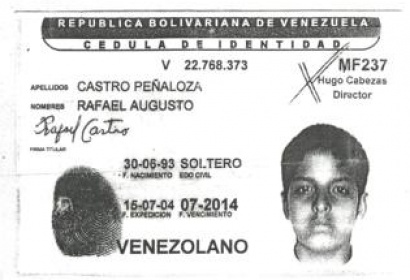 REPUBLICA BOLIVARIANA DE VENEZUELA
CEDULA DE IDENTIDAD
V 22.768.373
MF237
Hugo Cabezas
Director
APELLIDOS CASTRO PEÑALOZA
NOMBRES RAFAEL AUGUSTO
Rafael Castro
FIRMA TITULAR
30-06-93 SOLTERO
F. NACIMIENTO EDO CIVIL
15-07-04 07-2014
F. EXPEDICION F. VENCIMIENTO
VENEZOLANO